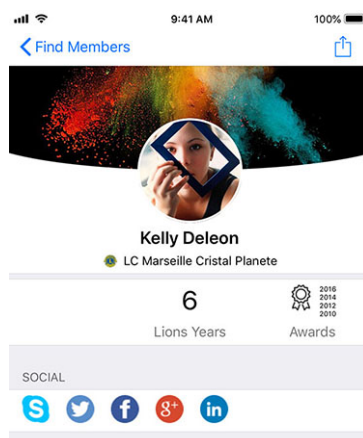 9:41 AM 100%
Find Members
Kelly Deleon
LC Marseille Cristal Planete
6
2016
2014
2012
2010
Lions Years Awards
SOCIAL
S f g+ in